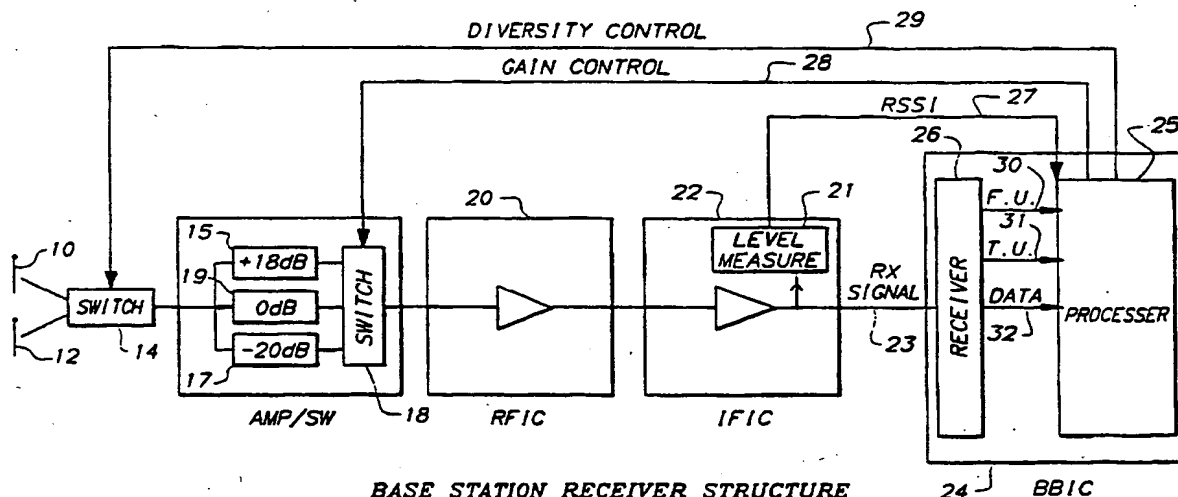 DIVERSITY CONTROL
29
GAIN CONTROL
28
RSSI
27
25
26
30
F.U.
31
T.U.
DATA
32
RECEIVER
PROCESSER
20
22
21
LEVEL
MEASURE
RX
SIGNAL
23
10
12
SWITCH
14
15
+18dB
19
0dB
-20dB
17
SWITCH
18
AMP/SW
RFIC
IFIC
24
BBIC
BASE STATION RECEIVER STRUCTURE